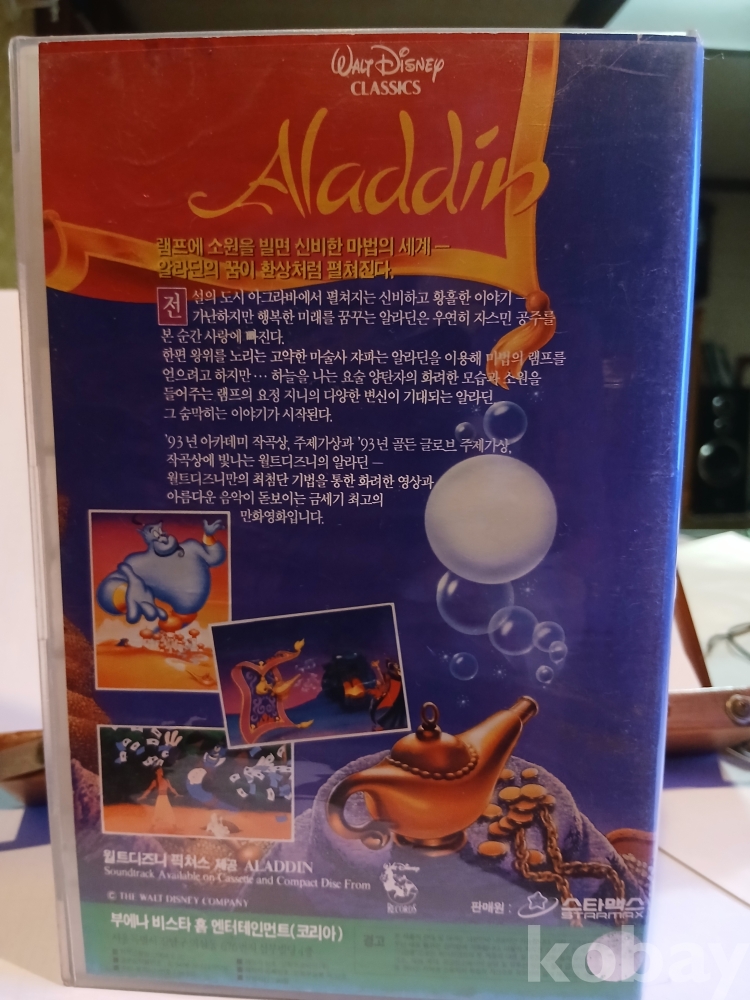 WALT DISNEY
CLASSICS
Aladdin
램프에 소원을 빌면 신비한 마법의 세계 —
알라딘의 꿈이 환상처럼 펼쳐진다.
전설의 도시 아그라바에서 펼쳐지는 신비하고 황홀한 이야기 —
가난하지만 행복한 미래를 꿈꾸는 알라딘은 우연히 자스민 공주를
본 순간 사랑에 빠진다.
한편 왕위를 노리는 고약한 마술사 쟈파는 알라딘을 이용해 마법의 램프를
얻으려고 하지만··· 하늘을 나는 요술 양탄자의 화려한 모습과 소원을
들어주는 램프의 요정 지니의 다양한 변신이 기대되는 알라딘
그 숨막히는 이야기가 시작된다.
'93년 아카데미 작곡상, 주제가상과 '93년 골든 글로브 주제가상,
작곡상에 빛나는 월트디즈니의 알라딘 —
월트디즈니만의 최첨단 기법을 통한 화려한 영상과
아름다운 음악이 돋보이는 금세기 최고의
만화영화입니다.
월트디즈니 픽쳐스 제공 ALADDIN
Soundtrack Available on Cassette and Compact Disc From
WALT DISNEY
RECORDS
© THE WALT DISNEY COMPANY
판매원 : 스타맥스
STARMAX
부에나 비스타 홈 엔터테인먼트(코리아)
광고
kobay